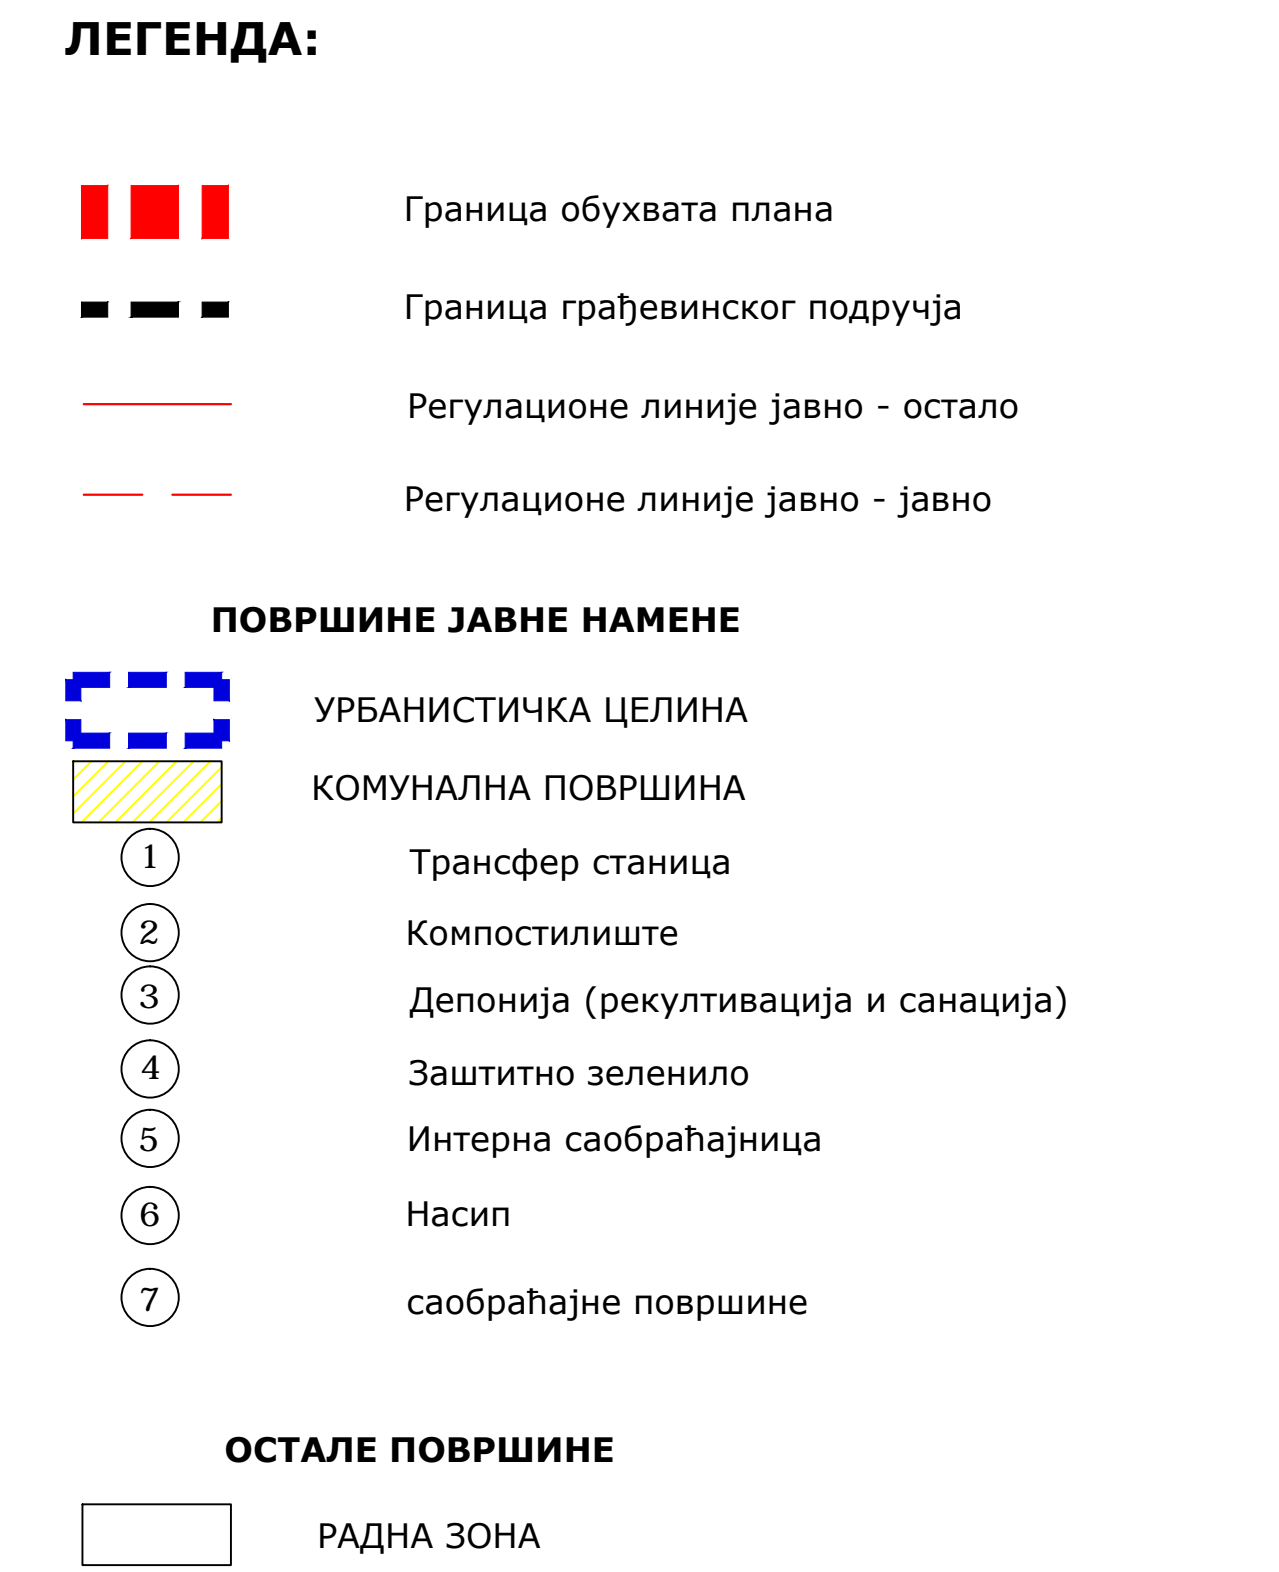 ЛЕГЕНДА:
Граница обухвата плана
Граница грађевинског подручја
Регулационе линије јавно - остало
Регулационе линије јавно - јавно
ПОВРШИНЕ ЈАВНЕ НАМЕНЕ
УРБАНИСТИЧКА ЦЕЛИНА
КОМУНАЛНА ПОВРШИНА
1 Трансфер станица
2 Компостилиште
3 Депонија (рекултивација и санација)
4 Заштитно зеленило
5 Интерна саобраћајница
6 Насип
7 саобраћајне површине
ОСТАЛЕ ПОВРШИНЕ
РАДНА ЗОНА